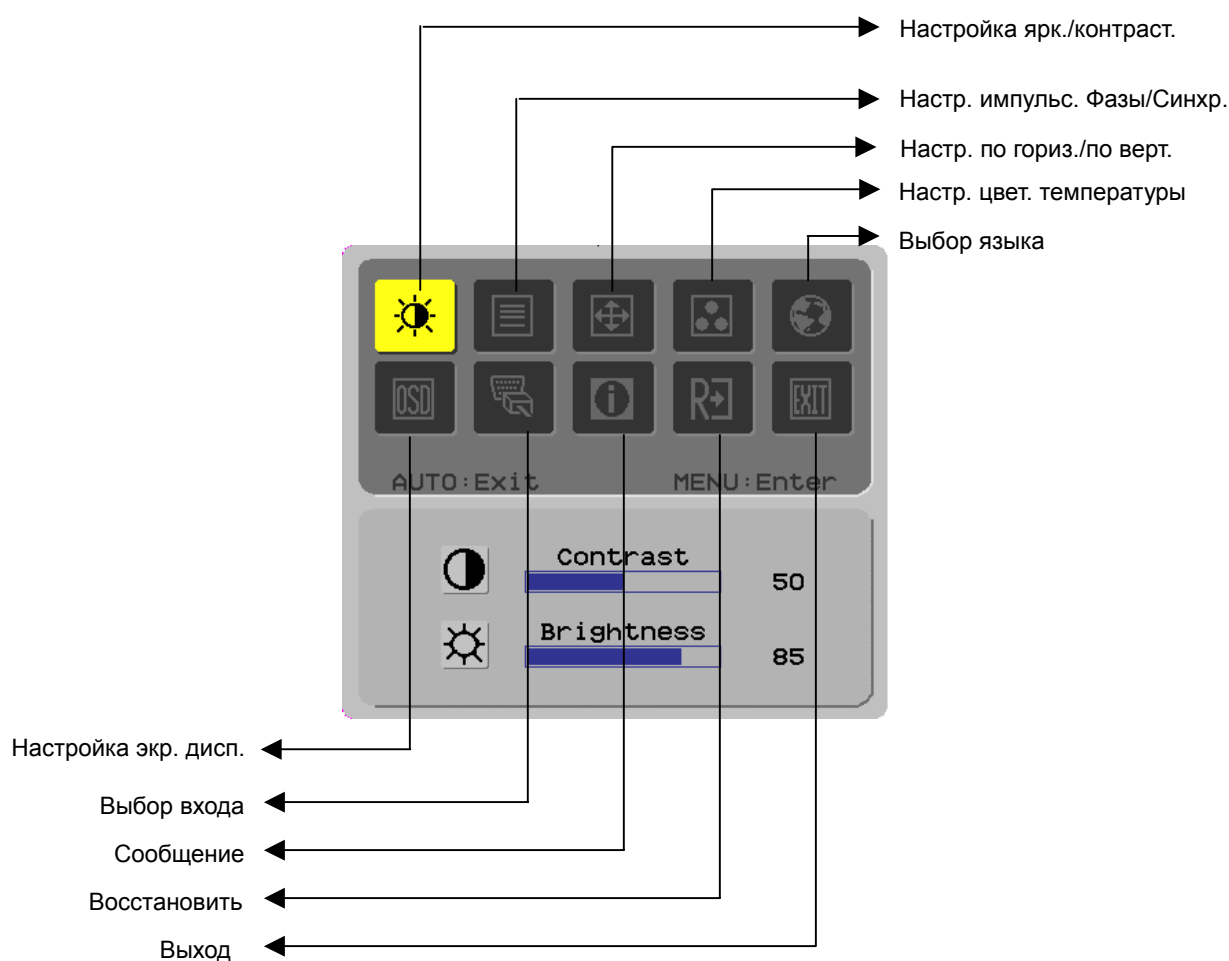 Настройка ярк./контраст.
Настр. импульс. Фазы/Синхр.
Настр. по гориз./по верт.
Настр. цвет. температуры
Выбор языка
OSD
R
EXIT
AUTO:Exit MENU:Enter
Contrast
50
Brightness
85
Настройка экр. дисп.
Выбор входа
Сообщение
Восстановить
Выход